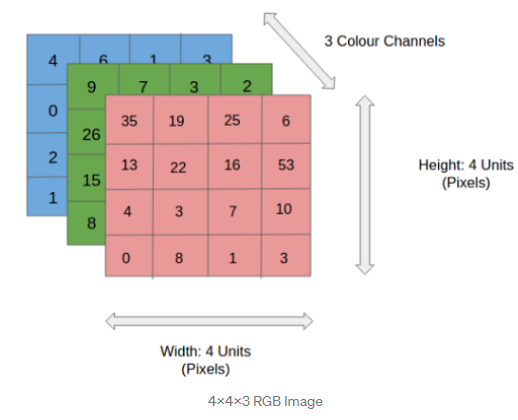 3 Colour Channels
4 6 1 3
9 7 3 2
35 19 25 6
0
26
13 22 16 53
2
15
Height: 4 Units
(Pixels)
4 3 7 10
1
8
0 8 1 3
Width: 4 Units
(Pixels)
4×4×3 RGB Image